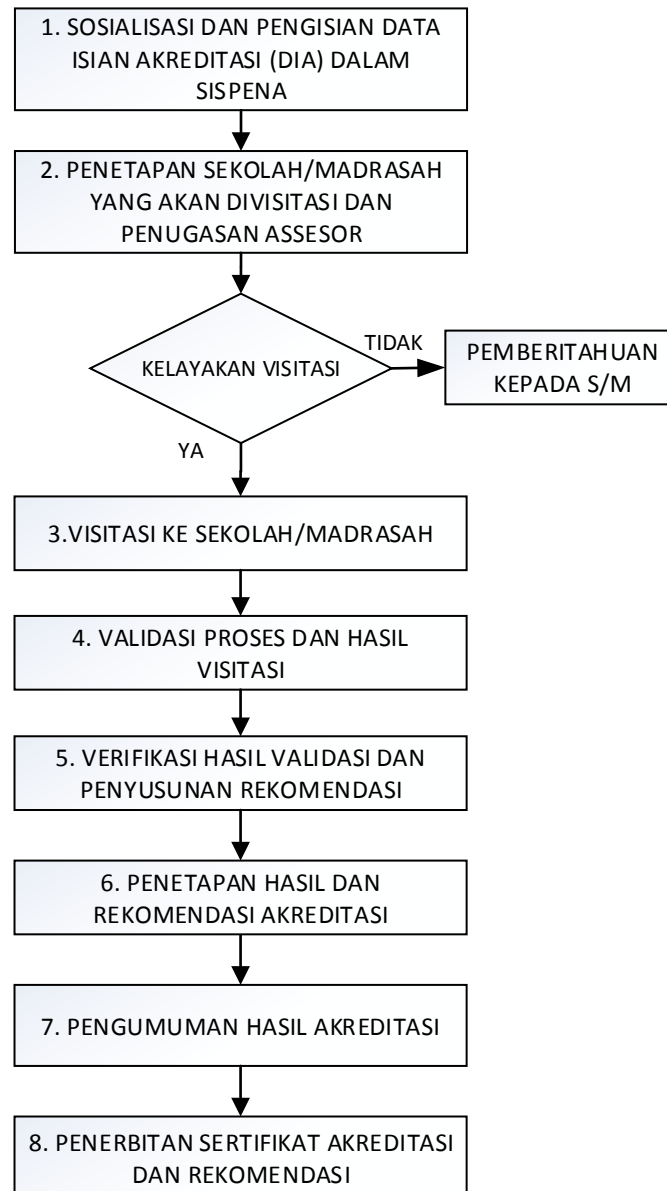 1. SOSIALISASI DAN PENGISIAN DATA
ISIAN AKREDITASI (DIA) DALAM
SISPENA
2. PENETAPAN SEKOLAH/MADRASAH
YANG AKAN DIVISITASI DAN
PENUGASAN ASSESOR
KELAYAKAN VISITASI
TIDAK
PEMBERITAHUAN
KEPADA S/M
YA
3.VISITASI KE SEKOLAH/MADRASAH
4. VALIDASI PROSES DAN HASIL
VISITASI
5. VERIFIKASI HASIL VALIDASI DAN
PENYUSUNAN REKOMENDASI
6. PENETAPAN HASIL DAN
REKOMENDASI AKREDITASI
7. PENGUMUMAN HASIL AKREDITASI
8. PENERBITAN SERTIFIKAT AKREDITASI
DAN REKOMENDASI